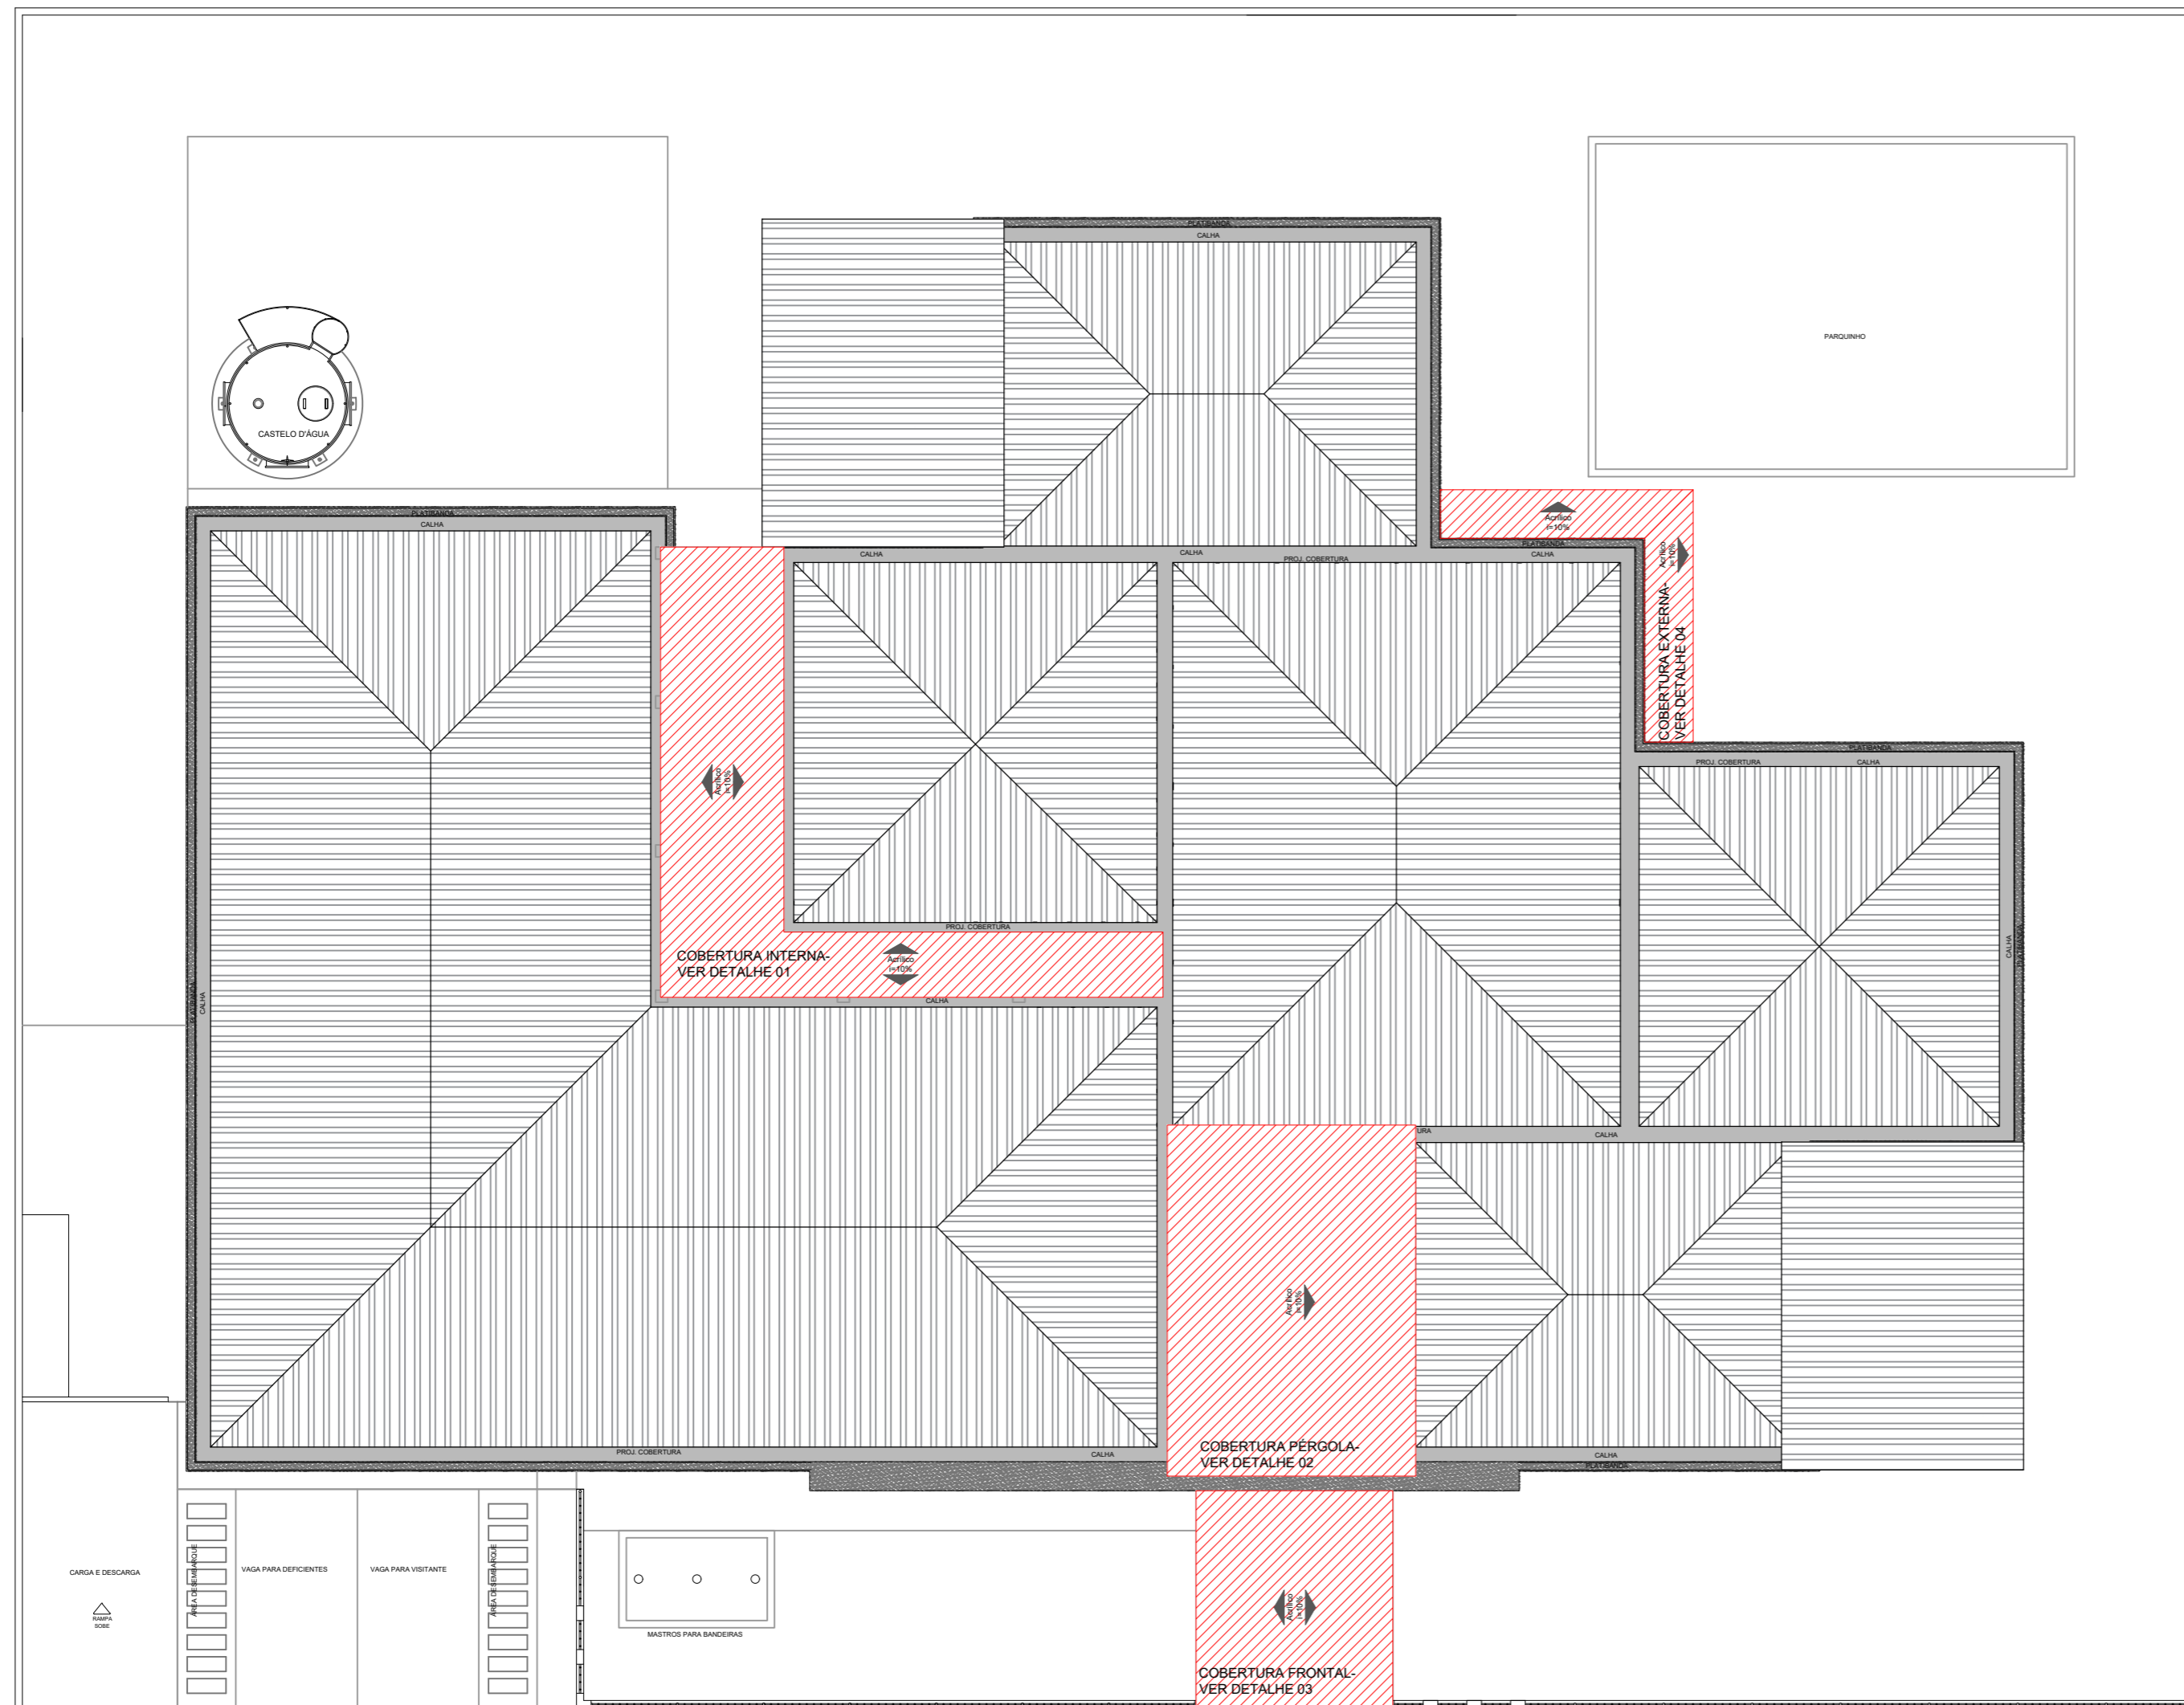 PLATIBANDA
CALHA
PARQUINHO
CASTELO D'ÁGUA
PLATIBANDA
CALHA
Acrílico
i=10%
PLATIBANDA
CALHA
CALHA
CALHA
PROJ. COBERTURA
Acrílico
i=10%
COBERTURA EXTERNA-
VER DETALHE 04
PLATIBANDA
PROJ. COBERTURA
CALHA
Acrílico
i=10%
PROJ. COBERTURA
COBERTURA INTERNA-
VER DETALHE 01
Acrílico
i=10%
CALHA
PLATIBANDA
CALHA
CALHA
PLATIBANDA
URA
CALHA
Acrílico
i=10%
COBERTURA PÉRGOLA-
VER DETALHE 02
PROJ. COBERTURA
CALHA
CALHA
PLATIBANDA
CARGA E DESCARGA
RAMPA
SOBE
ÁREA DESEMBARQUE
VAGA PARA DEFICIENTES
VAGA PARA VISITANTE
ÁREA DESEMBARQUE
MASTROS PARA BANDEIRAS
Acrílico
i=10%
COBERTURA FRONTAL-
VER DETALHE 03